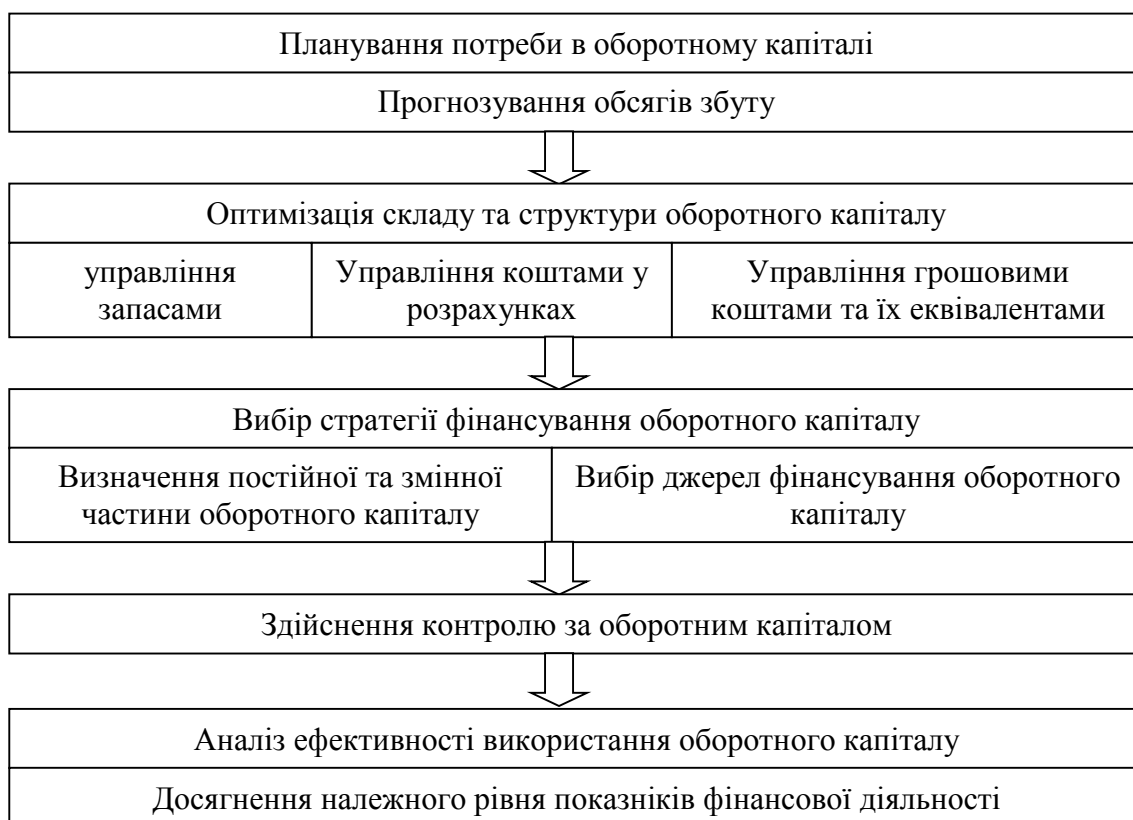 Планування потреби в оборотному капіталі
Прогнозування обсягів збуту
Оптимізація складу та структури оборотного капіталу
управління
запасами
Управління коштами у
розрахунках
Управління грошовими
коштами та їх еквівалентами
Вибір стратегії фінансування оборотного капіталу
Визначення постійної та змінної
частини оборотного капіталу
Вибір джерел фінансування оборотного
капіталу
Здійснення контролю за оборотним капіталом
Аналіз ефективності використання оборотного капіталу
Досягнення належного рівня показніків фінансової діяльності